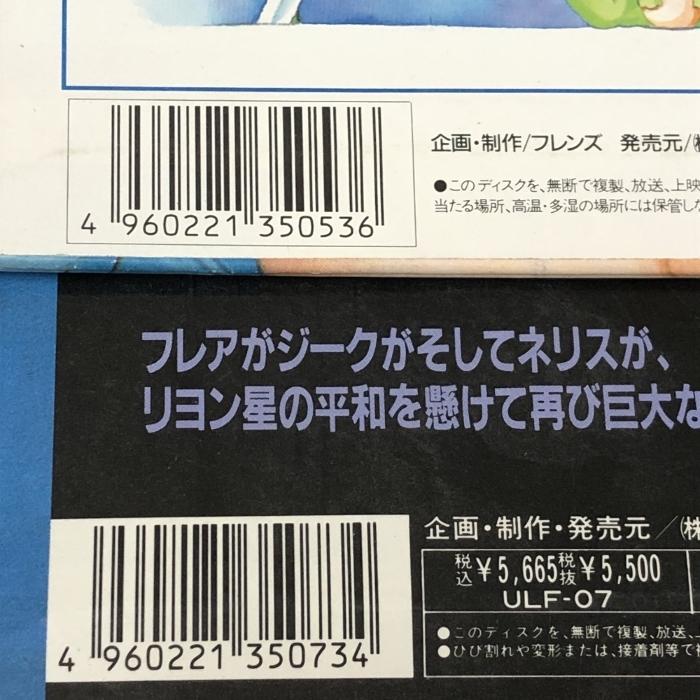 企画・制作/フレンズ 発売元/㈱
●このディスクを、無断で複製、放送、上映
当たる場所、高温・多湿の場所には保管しな
4 960221 350536
フレアがジークがそしてネリスが、
リヨン星の平和を懸けて再び巨大な
企画・制作・発売元／㈱
税込¥5,665税抜¥5,500
ULF-07
●このディスクを、無断で複製、放送、
●ひび割れや変形または、接着剤等で補
4 960221 350734